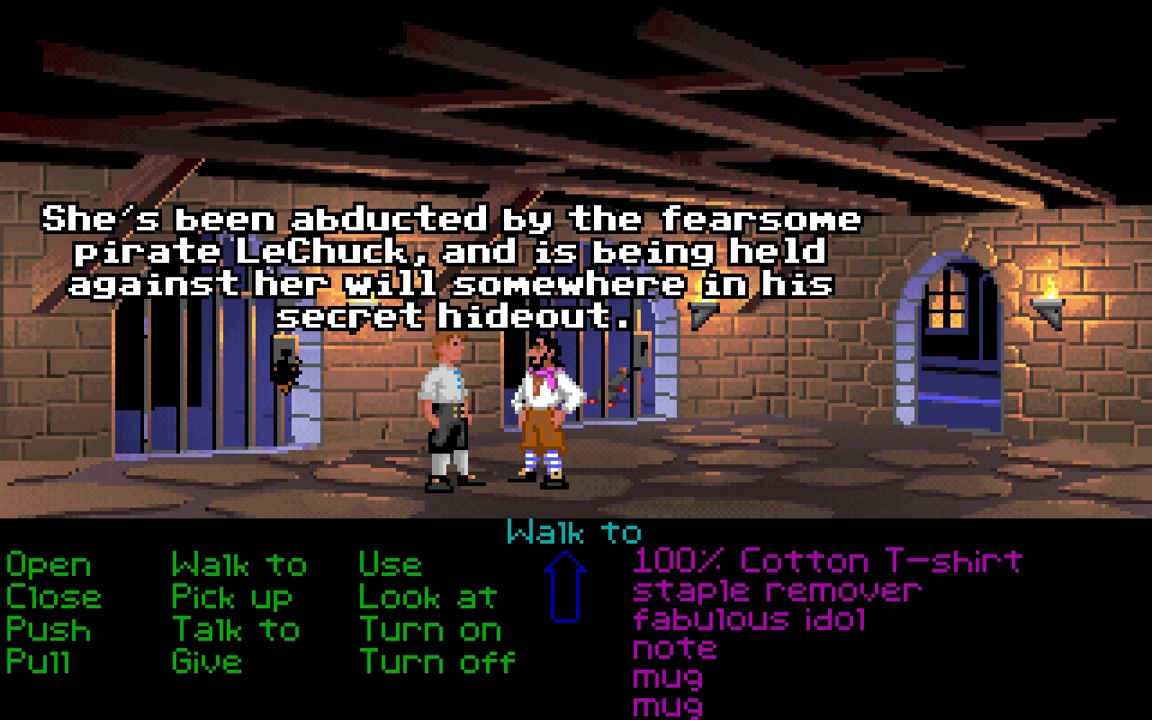 She's been abducted by the fearsome
pirate LeChuck, and is being held
against her will somewhere in his
secret hideout.
Walk to
Open Walk to Use
Close Pick up Look at
Push Talk to Turn on
Pull Give Turn off
100% Cotton T-shirt
staple remover
fabulous idol
note
mug
mug